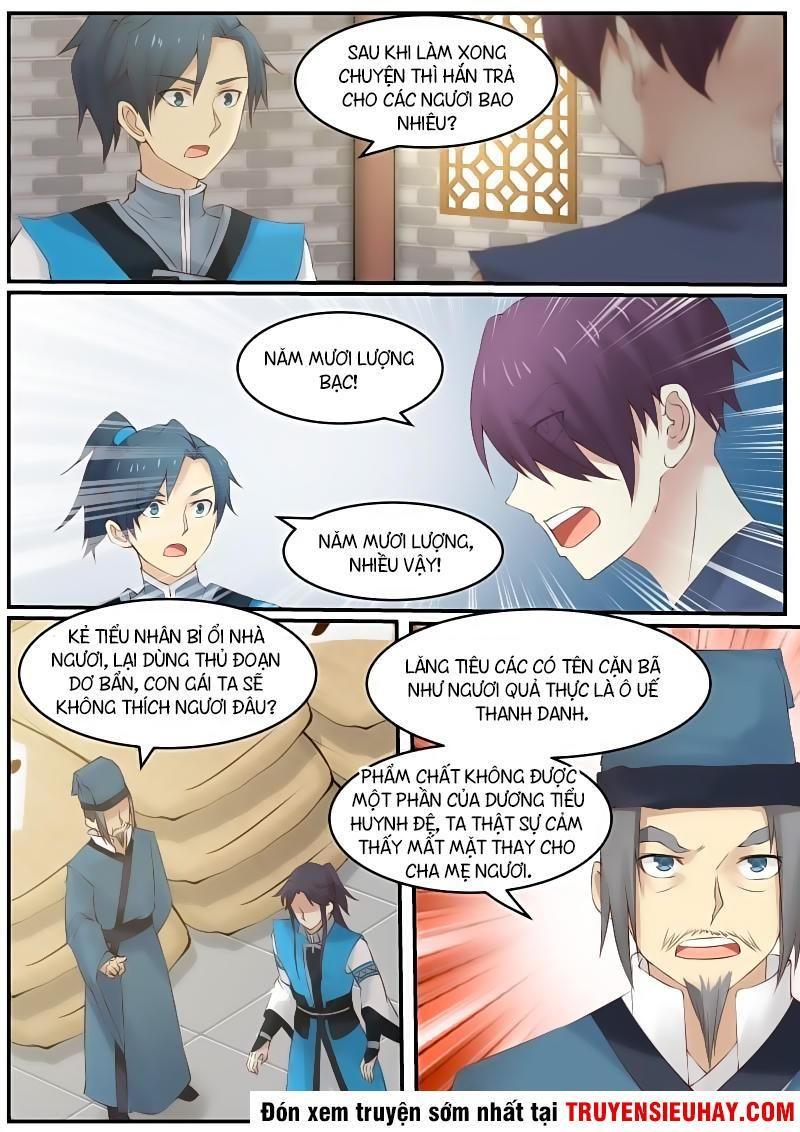 SAU KHI LÀM XONG
CHUYỆN THÌ HẮN TRẢ
CHO CÁC NGƯƠI BAO
NHIÊU?
NĂM MƯƠI LƯỢNG
BẠC!
NĂM MƯƠI LƯỢNG,
NHIỀU VẬY!
KẺ TIỂU NHÂN BỈ ỔI NHÀ
NGƯƠI, LẠI DÙNG THỦ ĐOẠN
DƠ BẨN, CON GÁI TA SẼ
KHÔNG THÍCH NGƯƠI ĐÂU?
LĂNG TIÊU CÁC CÓ TÊN CẶN BÃ
NHƯ NGƯƠI QUẢ THỰC LÀ Ô UẾ
THANH DANH.
PHẨM CHẤT KHÔNG ĐƯỢC
MỘT PHẦN CỦA DƯƠNG TIỂU
HUYNH ĐỆ, TA THẬT SỰ CẢM
THẤY MẤT MẶT THAY CHO
CHA MẸ NGƯƠI.
Đón xem truyện sớm nhất tại TRUYENSIEUHAY.COM